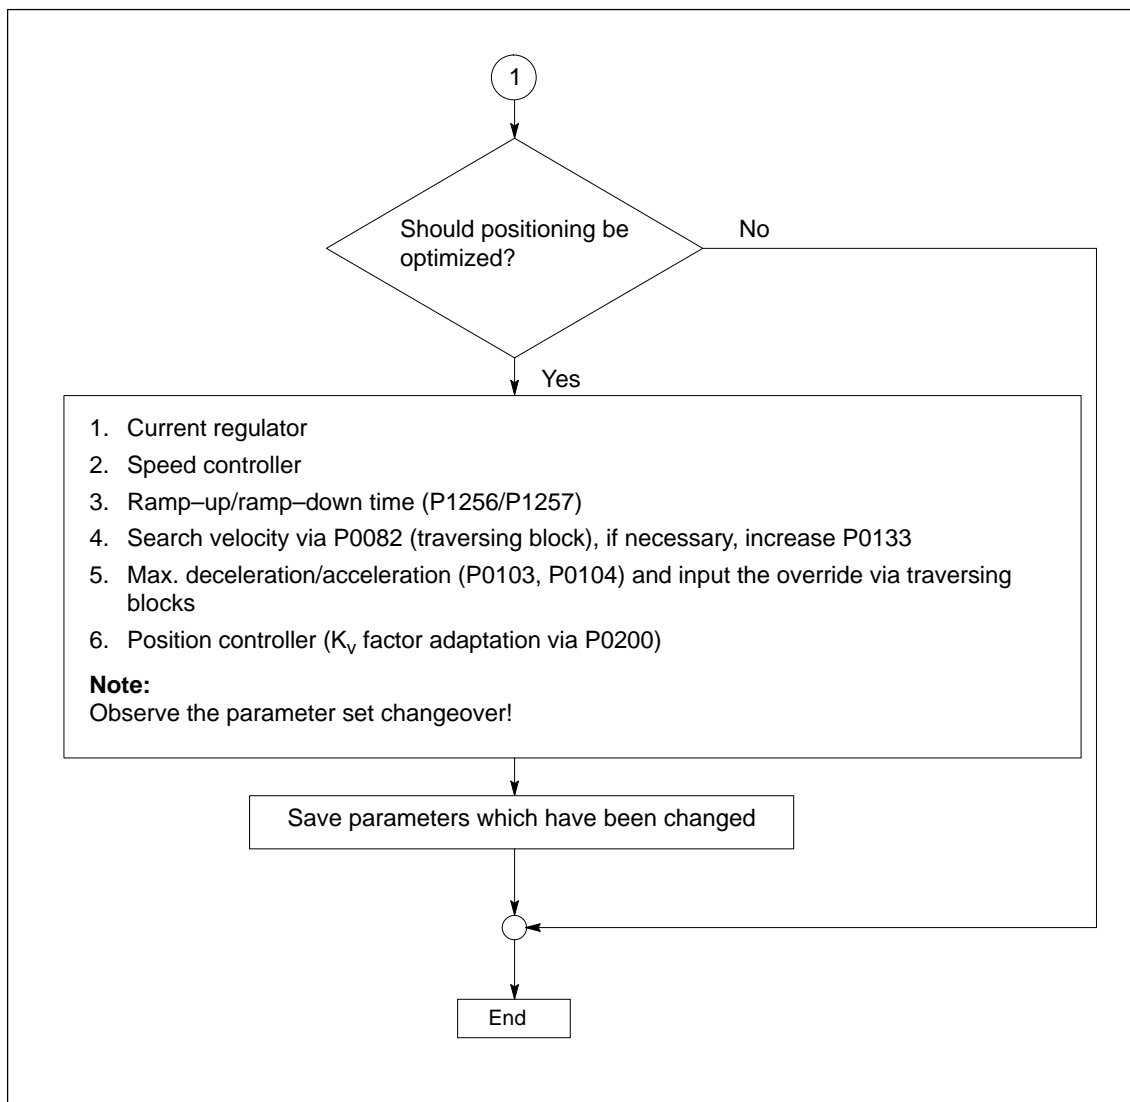 1
Should positioning be
optimized?
No
Yes
1. Current regulator
2. Speed controller
3. Ramp–up/ramp–down time (P1256/P1257)
4. Search velocity via P0082 (traversing block), if necessary, increase P0133
5. Max. deceleration/acceleration (P0103, P0104) and input the override via traversing
blocks
6. Position controller (Kv factor adaptation via P0200)
Note:
Observe the parameter set changeover!
Save parameters which have been changed
End